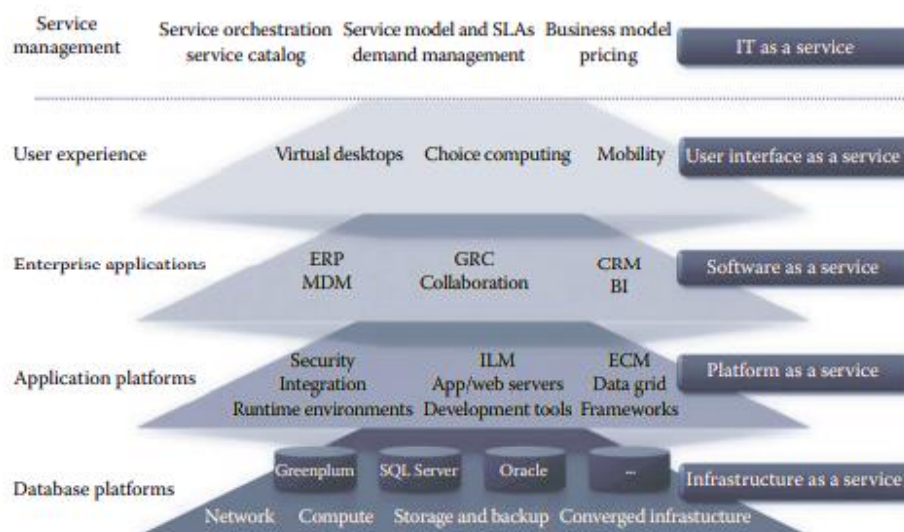 Service management
Service orchestration service catalog
Service model and SLAs demand management
Business model pricing
IT as a service
User experience
Virtual desktops
Choice computing
Mobility
User interface as a service
Enterprise applications
ERP
MDM
GRC
Collaboration
CRM
BI
Software as a service
Application platforms
Security
Integration
Runtime environments
ILM
App/web servers
Development tools
ECM
Data grid
Frameworks
Platform as a service
Database platforms
Greenplum
SQL Server
Oracle
...
Infrastructure as a service
Network
Compute
Storage and backup
Converged infrastucture